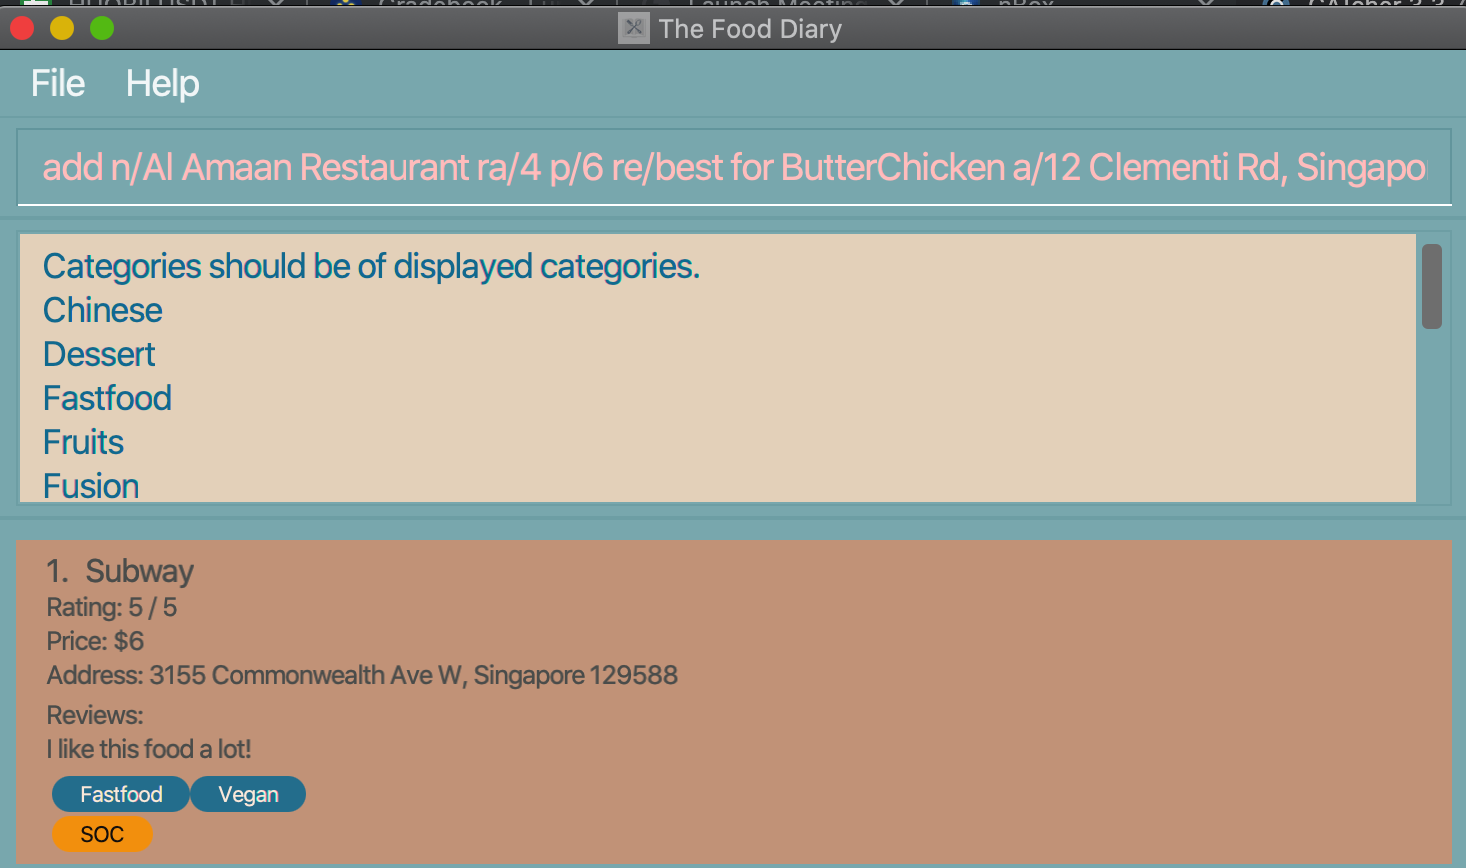 The Food Diary
File Help
add n/Al Amaan Restaurant ra/4 p/6 re/best for ButterChicken a/12 Clementi Rd, Singapo
Categories should be of displayed categories.
Chinese
Dessert
Fastfood
Fruits
Fusion
1. Subway
Rating: 5 / 5
Price: $6
Address: 3155 Commonwealth Ave W, Singapore 129588
Reviews:
I like this food a lot!
Fastfood Vegan
SOC